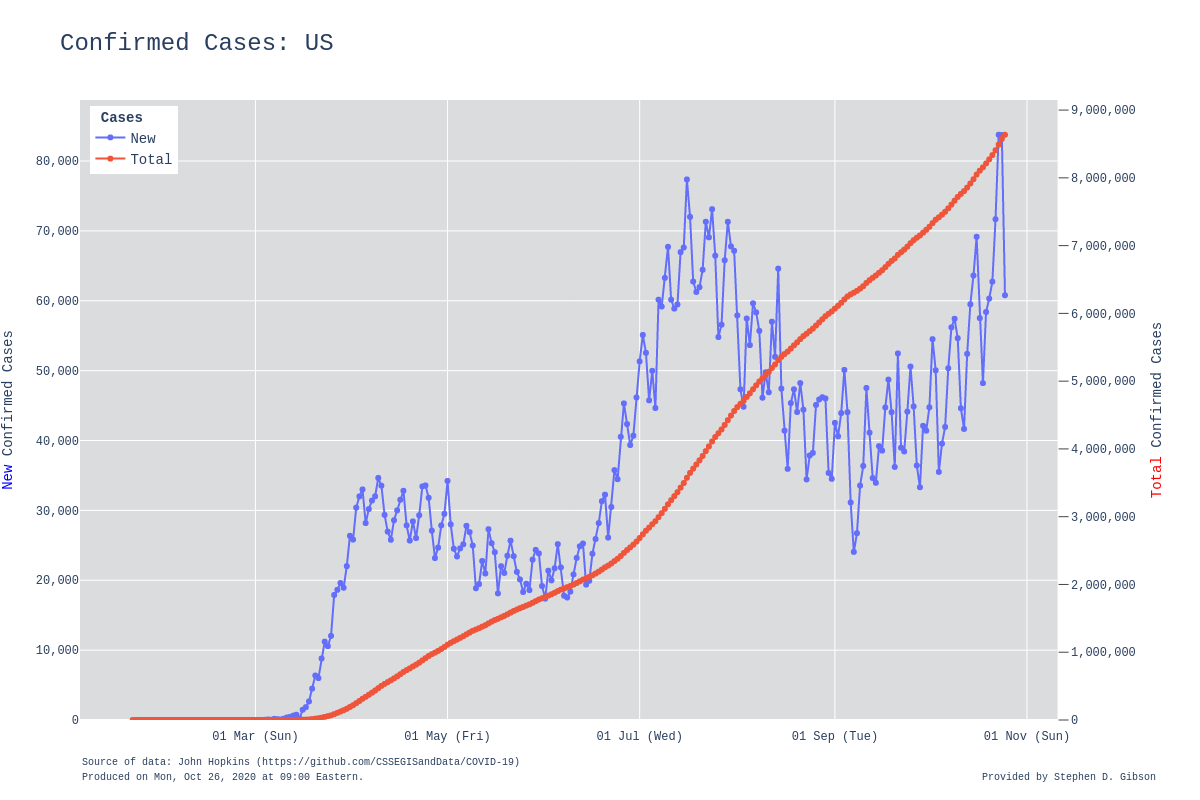 Confirmed Cases: US
Cases
New
Total
80,000
70,000
60,000
50,000
40,000
30,000
20,000
10,000
0
New Confirmed Cases
9,000,000
8,000,000
7,000,000
6,000,000
5,000,000
4,000,000
3,000,000
2,000,000
1,000,000
0
Total Confirmed Cases
01 Mar (Sun) 01 May (Fri) 01 Jul (Wed) 01 Sep (Tue) 01 Nov (Sun)
Source of data: John Hopkins (https://github.com/CSSEGISandData/COVID-19)
Produced on Mon, Oct 26, 2020 at 09:00 Eastern.
Provided by Stephen D. Gibson